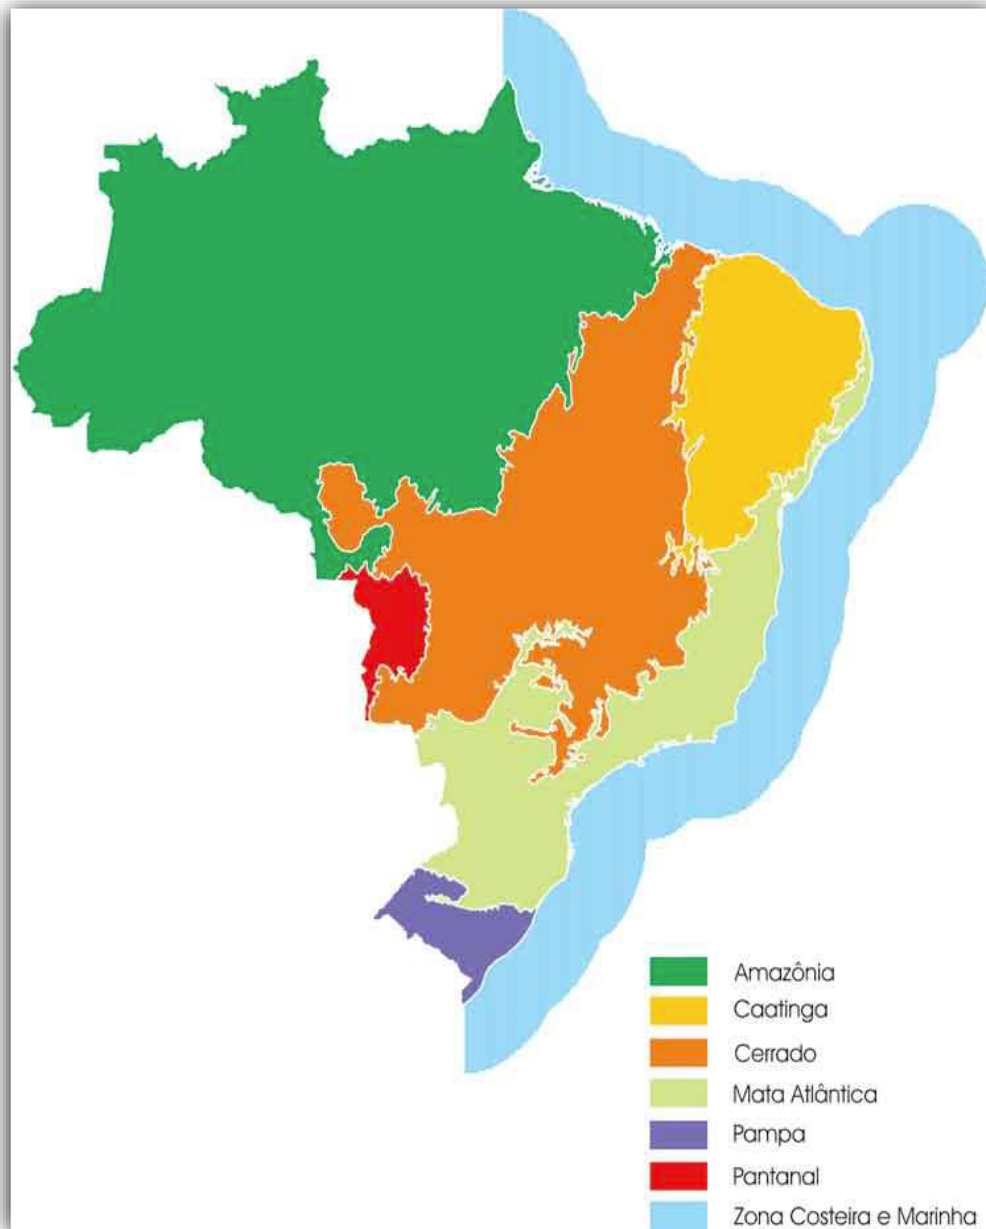 Amazônia
Caatinga
Cerrado
Mata Atlântica
Pampa
Pantanal
Zona Costeira e Marinha